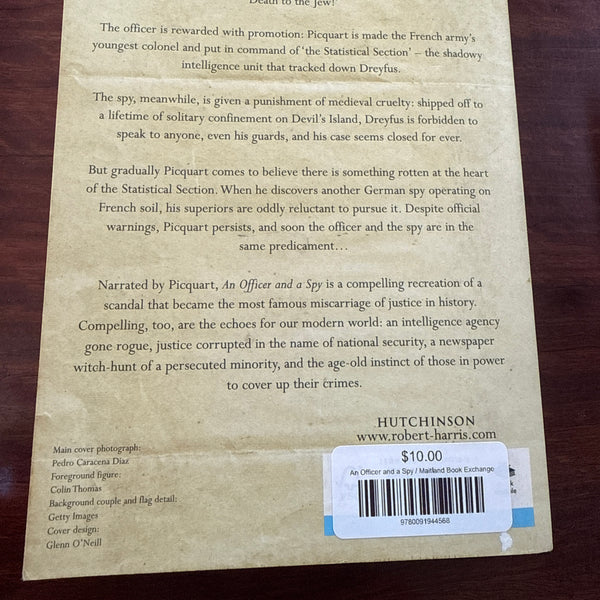 'Death to the Jew!'
The officer is rewarded with promotion: Picquart is made the French army's
youngest colonel and put in command of 'the Statistical Section' – the shadowy
intelligence unit that tracked down Dreyfus.
The spy, meanwhile, is given a punishment of medieval cruelty: shipped off to
a lifetime of solitary confinement on Devil's Island, Dreyfus is forbidden to
speak to anyone, even his guards, and his case seems closed for ever.
But gradually Picquart comes to believe there is something rotten at the heart
of the Statistical Section. When he discovers another German spy operating on
French soil, his superiors are oddly reluctant to pursue it. Despite official
warnings, Picquart persists, and soon the officer and the spy are in the
same predicament…
Narrated by Picquart, An Officer and a Spy is a compelling recreation of a
scandal that became the most famous miscarriage of justice in history.
Compelling, too, are the echoes for our modern world: an intelligence agency
gone rogue, justice corrupted in the name of national security, a newspaper
witch-hunt of a persecuted minority, and the age-old instinct of those in power
to cover up their crimes.
HUTCHINSON
www.robert-harris.com
Main cover photograph:
Pedro Caracena Diaz
Foreground figure:
Colin Thomas
Background couple and flag detail:
Getty Images
Cover design:
Glenn O'Neill
$10.00
An Officer and a Spy / Maitland Book Exchange
9780091944568